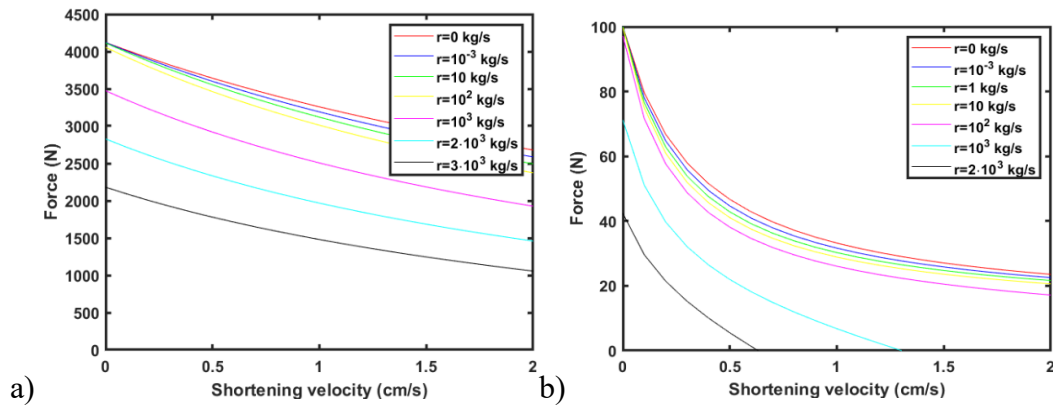 a)
Force (N)
4500
4000
3500
3000
2500
2000
1500
1000
500
0
0
0.5
1
1.5
2
Shortening velocity (cm/s)
r=0 kg/s
r=10⁻³ kg/s
r=10 kg/s
r=10² kg/s
r=10³ kg/s
r=2·10³ kg/s
r=3·10³ kg/s
b)
Force (N)
100
80
60
40
20
0
0
0.5
1
1.5
2
Shortening velocity (cm/s)
r=0 kg/s
r=10⁻³ kg/s
r=1 kg/s
r=10 kg/s
r=10² kg/s
r=10³ kg/s
r=2·10³ kg/s